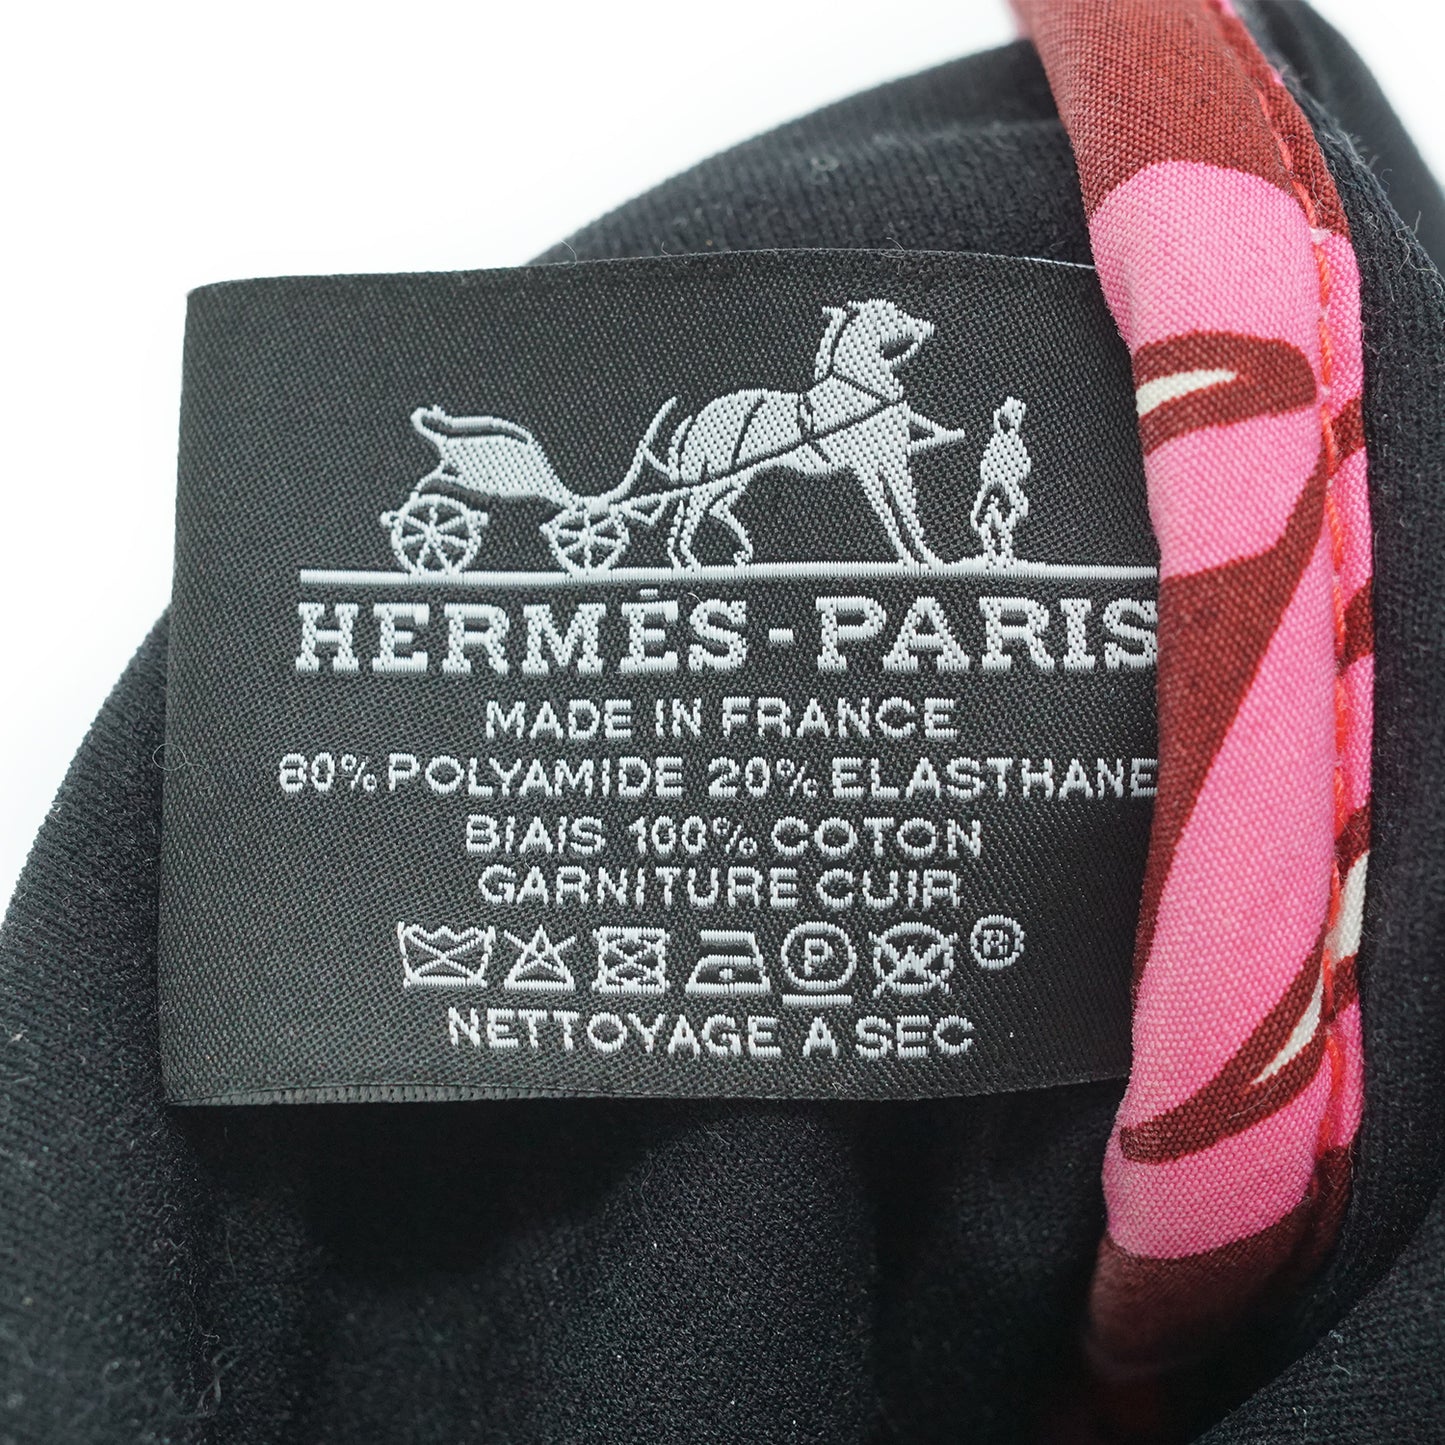 HERMÈS-PARIS
MADE IN FRANCE
80% POLYAMIDE 20% ELASTHANE
BIAIS 100% COTON
GARNITURE CUIR
P W ®
NETTOYAGE A SEC